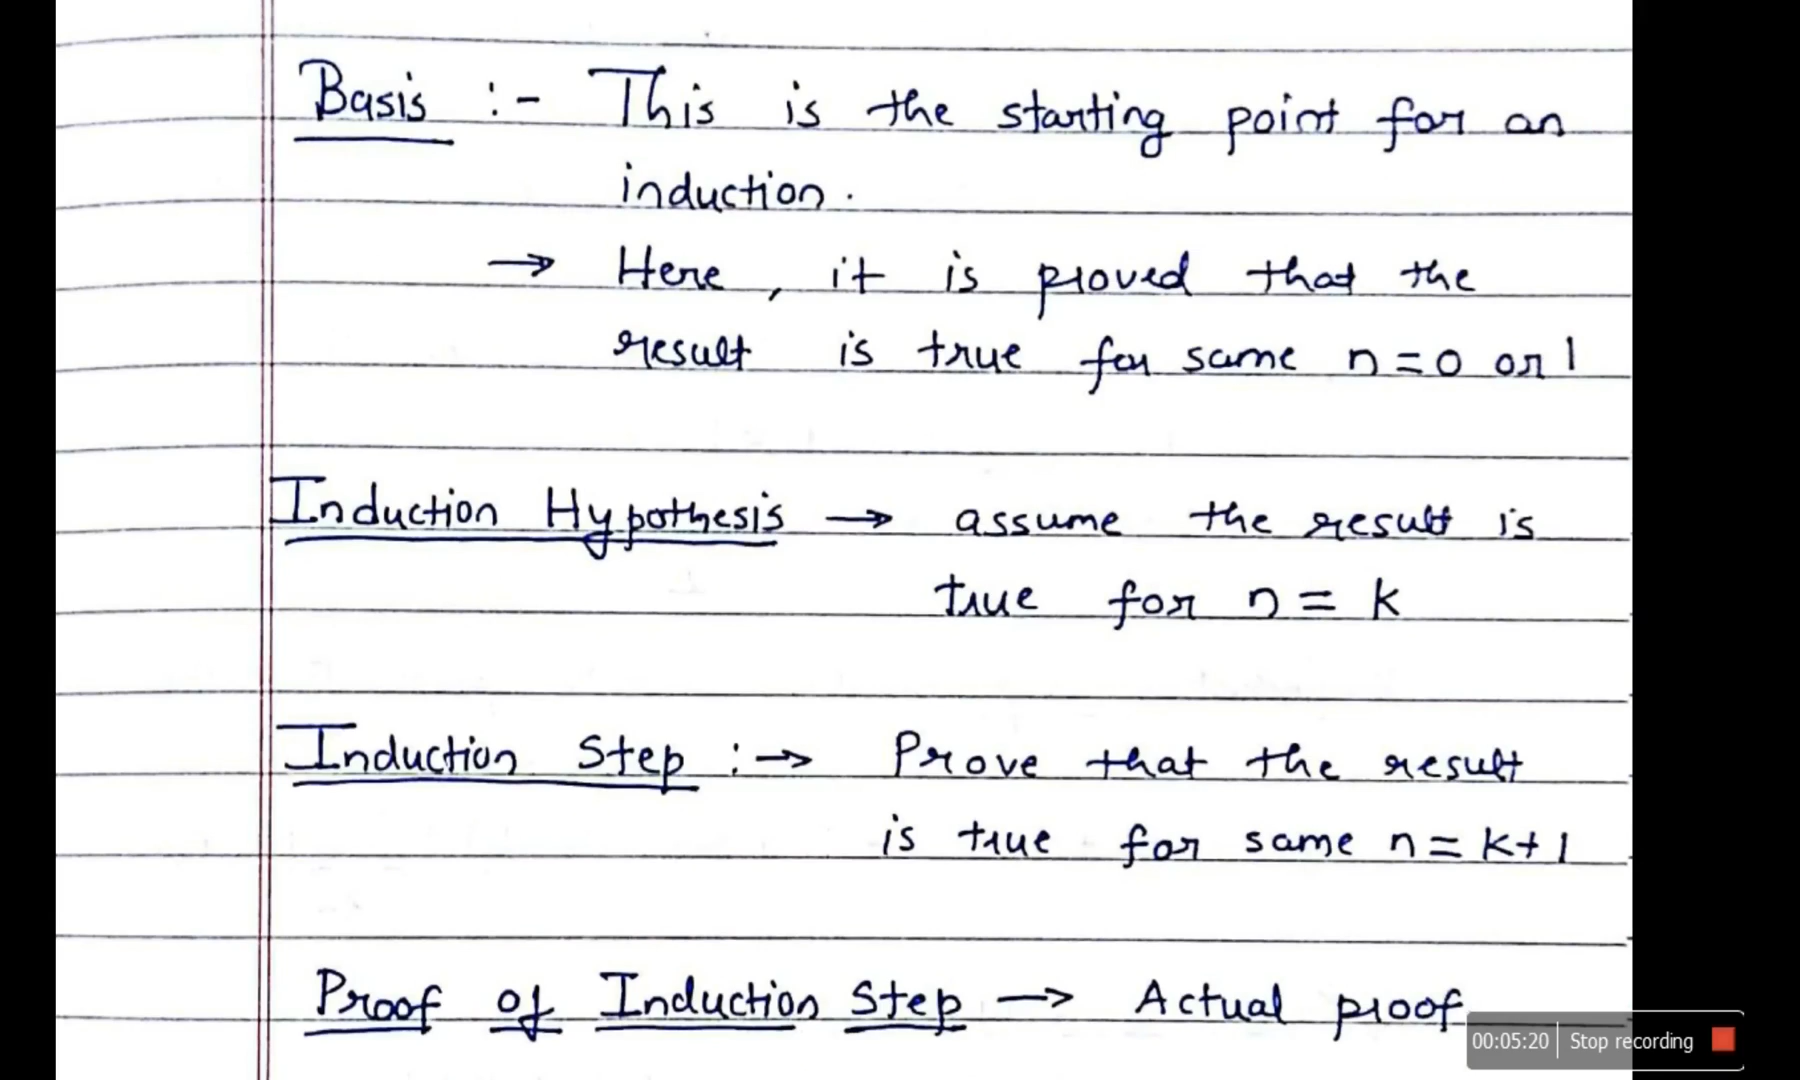 Basis :- This is the starting point for an
induction.
→ Here, it is proved that the
result is true for same n=0 or 1
Induction Hypothesis → assume the result is
true for n = k
Induction Step :→ Prove that the result
is true for same n = k+1
Proof of Induction Step → Actual proof
00:05:20 Stop recording